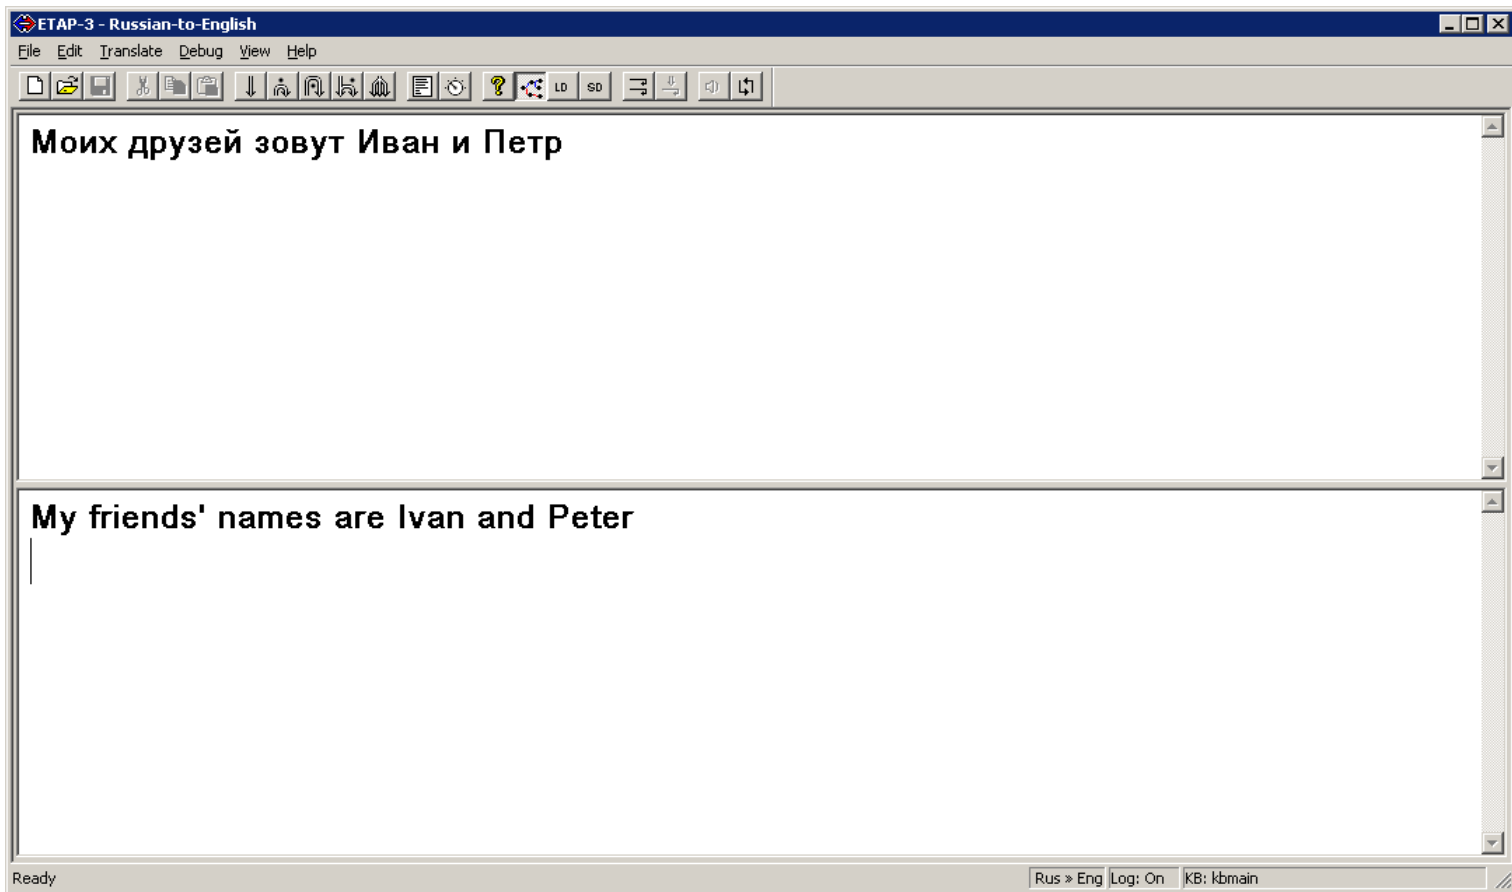 ETAP-3 - Russian-to-English
File Edit Translate Debug View Help
LD SD
Моих друзей зовут Иван и Петр
My friends' names are Ivan and Peter
Ready Rus » Eng Log: On KB: kbmain